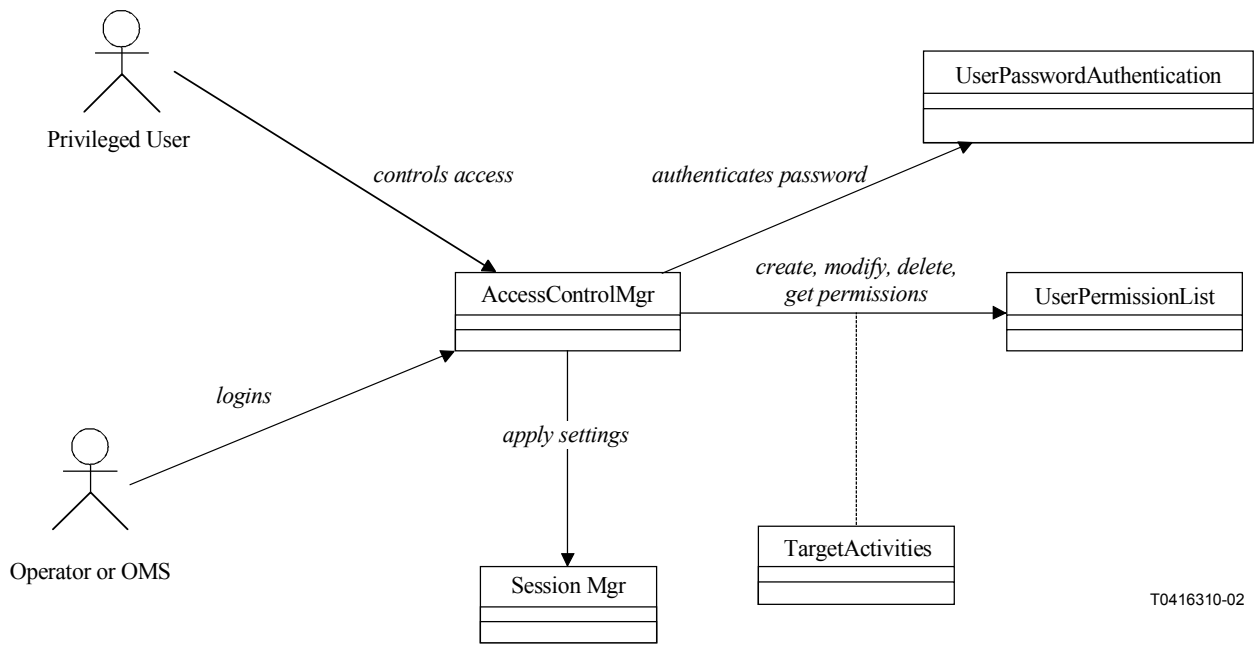 UserPasswordAuthentication
Privileged User
controls access
authenticates password
create, modify, delete,
get permissions
AccessControlMgr
UserPermissionList
logins
apply settings
TargetActivities
Operator or OMS
Session Mgr
T0416310-02